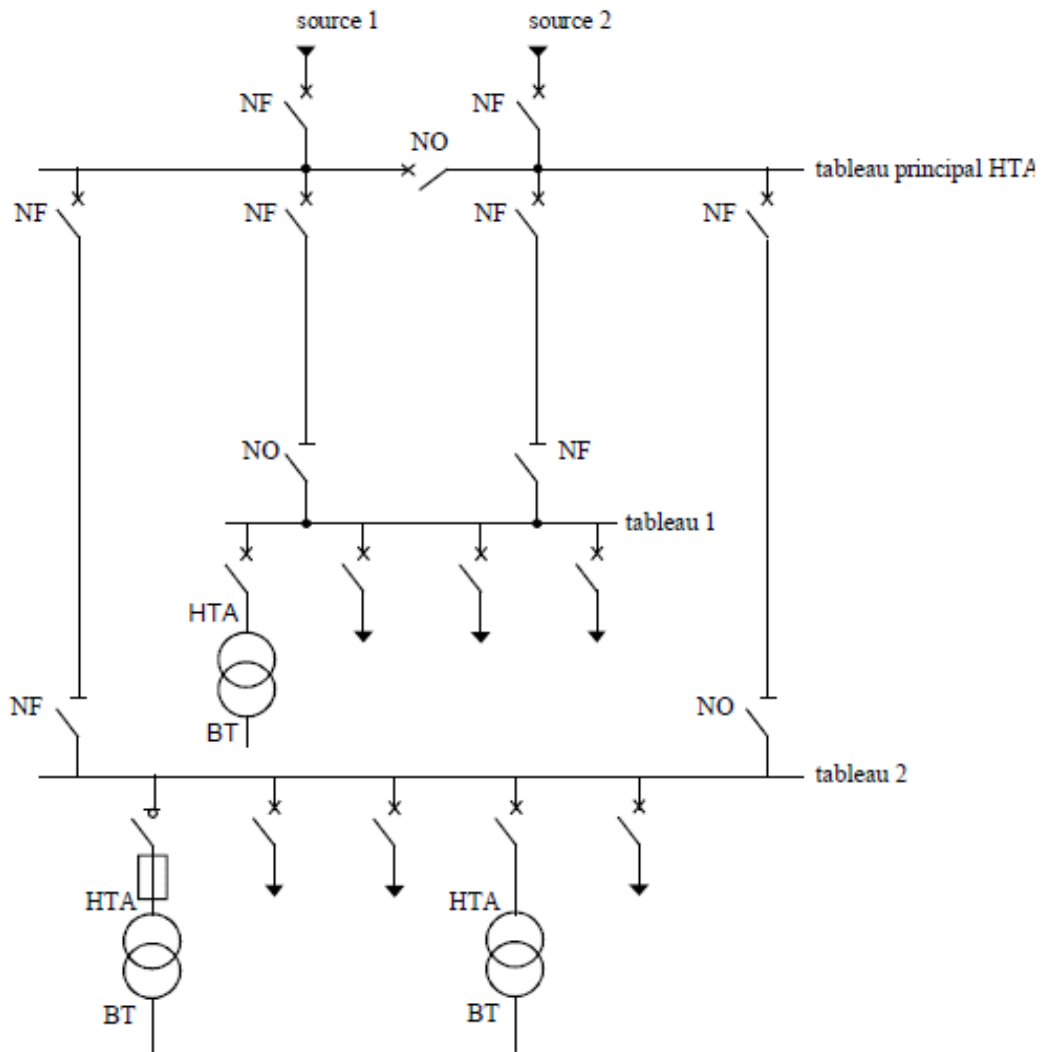 source 1
source 2
NF
NF
NO
tableau principal HTA
NF
NF
NF
NF
NO
NF
tableau 1
HTA
BT
NF
NO
tableau 2
HTA
HTA
BT
BT